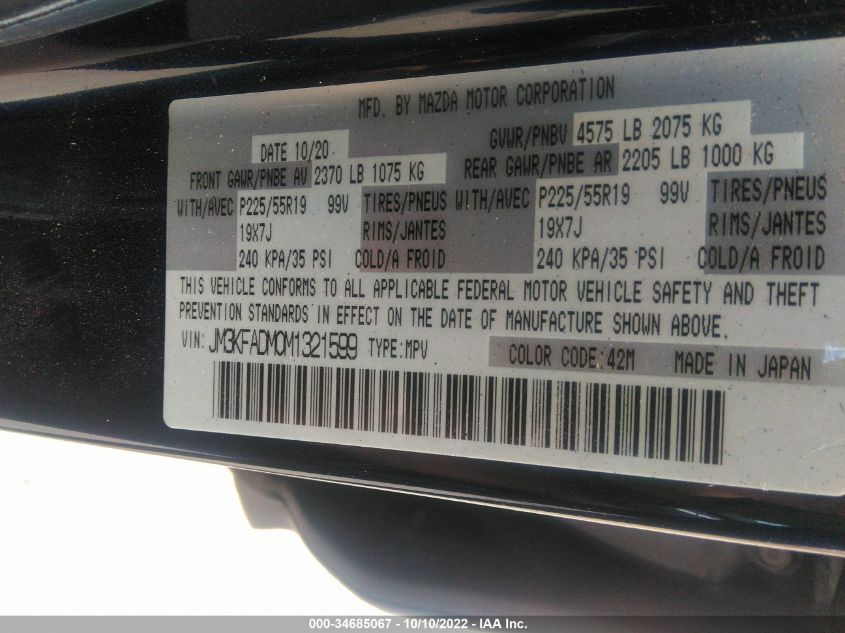 MFD. BY MAZDA MOTOR CORPORATION
DATE 10/20 GVWR/PNBV 4575 LB 2075 KG
FRONT GAWR/PNBE AV 2370 LB 1075 KG REAR GAWR/PNBE AR 2205 LB 1000 KG
WITH/AVEC P225/55R19 99V TIRES/PNEUS WITH/AVEC P225/55R19 99V TIRES/PNEUS
19X7J RIMS/JANTES 19X7J RIMS/JANTES
240 KPA/35 PSI COLD/A FROID 240 KPA/35 PSI COLD/A FROID
THIS VEHICLE CONFORMS TO ALL APPLICABLE FEDERAL MOTOR VEHICLE SAFETY AND THEFT
PREVENTION STANDARDS IN EFFECT ON THE DATE OF MANUFACTURE SHOWN ABOVE.
VIN: JM3KFADM0M1321599 TYPE:MPV COLOR CODE:42M MADE IN JAPAN
000-34685067 - 10/10/2022 - IAA Inc.